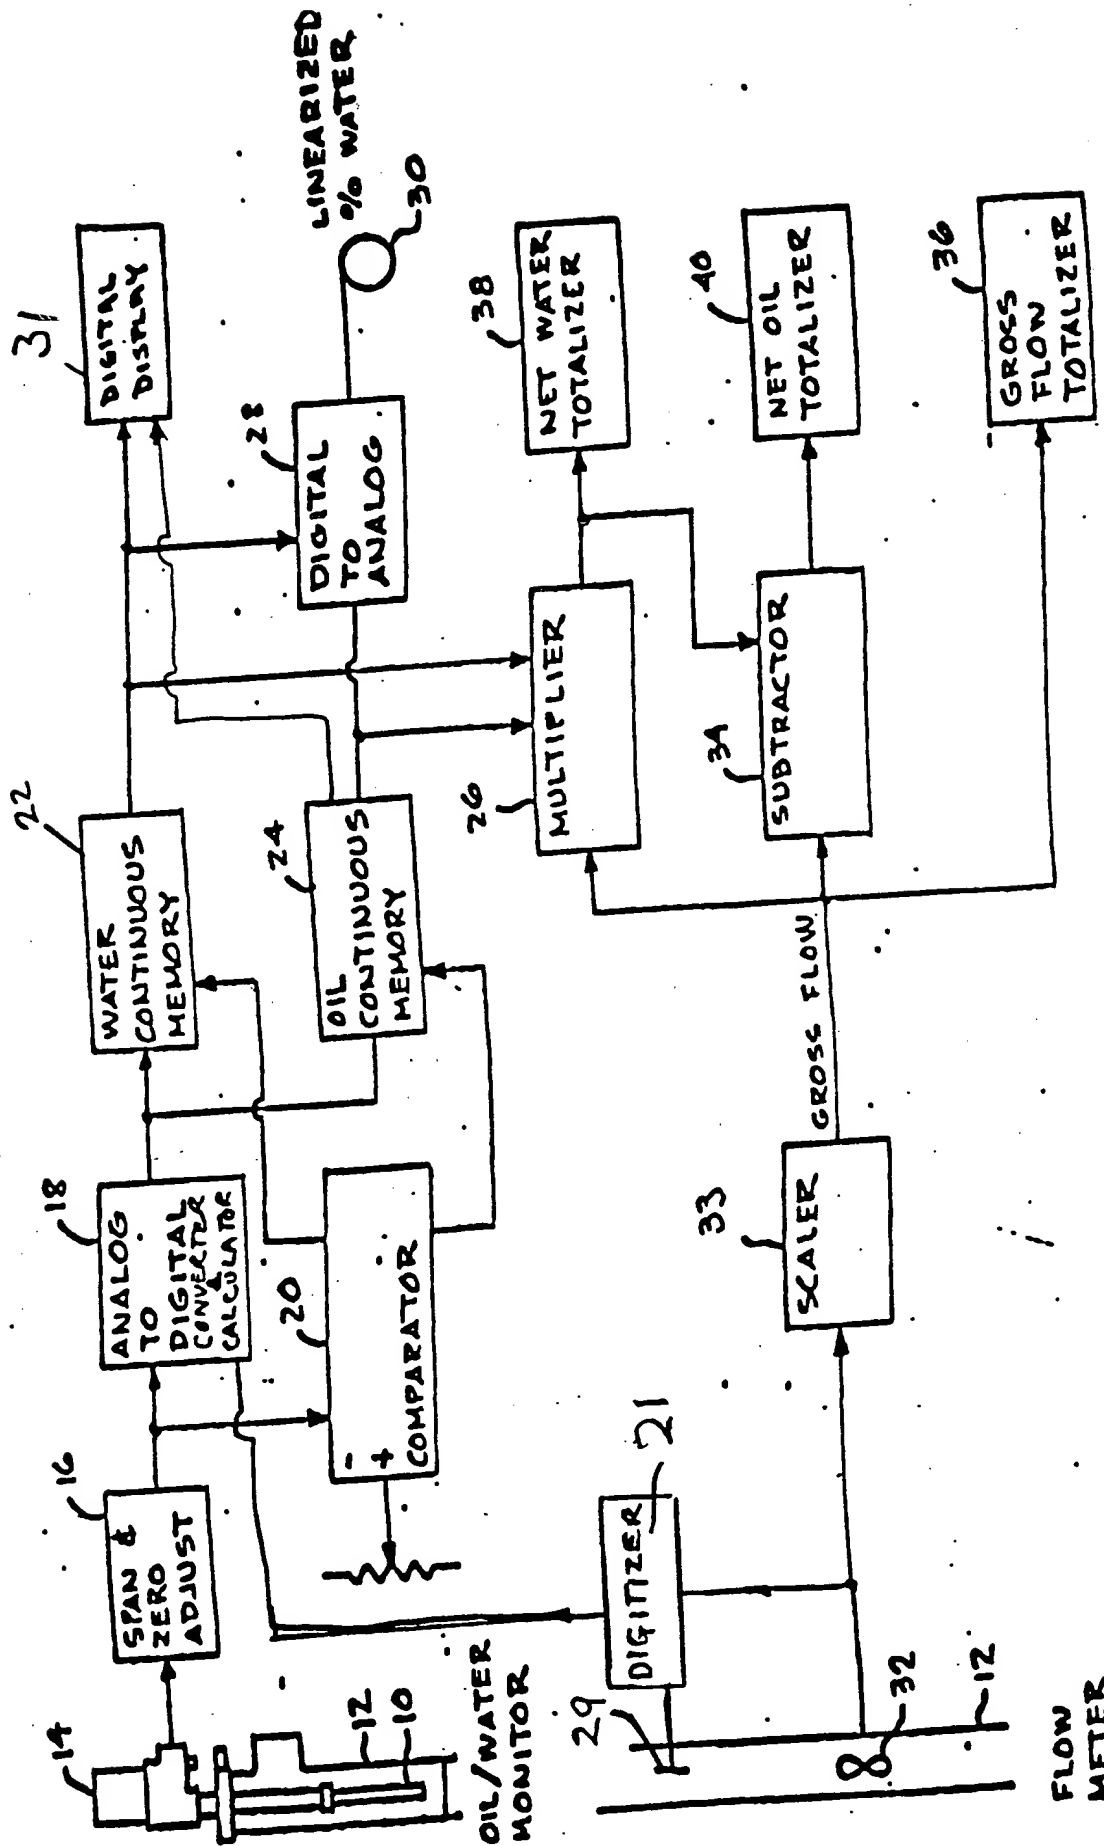 14
OIL/WATER
MONITOR
12
10
16
SPAN &
ZERO
ADJUST
18
ANALOG
TO
DIGITAL
CONVERTER
&
CALCULATOR
20
-
+
COMPARATOR
22
WATER
CONTINUOUS
MEMORY
24
OIL
CONTINUOUS
MEMORY
31
DIGITAL
DISPLAY
28
DIGITAL
TO
ANALOG
LINEARIZED
% WATER
30
26
MULTIPLIER
38
NET WATER
TOTALIZER
34
SUBTRACTOR
40
NET OIL
TOTALIZER
36
GROSS
FLOW
TOTALIZER
GROSS FLOW
33
SCALER
DIGITIZER
21
29
32
12
FLOW
METER